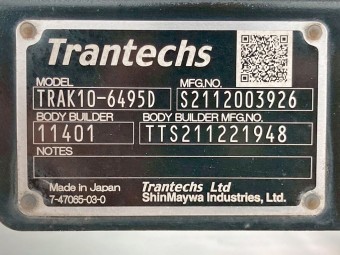 Trantechs
MODEL MFG.NO.
TRAK10-6495D S2112003926
BODY BUILDER BODY BUILDER MFG.NO.
11401 TTS211221948
NOTES
Made in Japan Trantechs Ltd
7-47065-03-0 ShinMaywa Industries, Ltd.